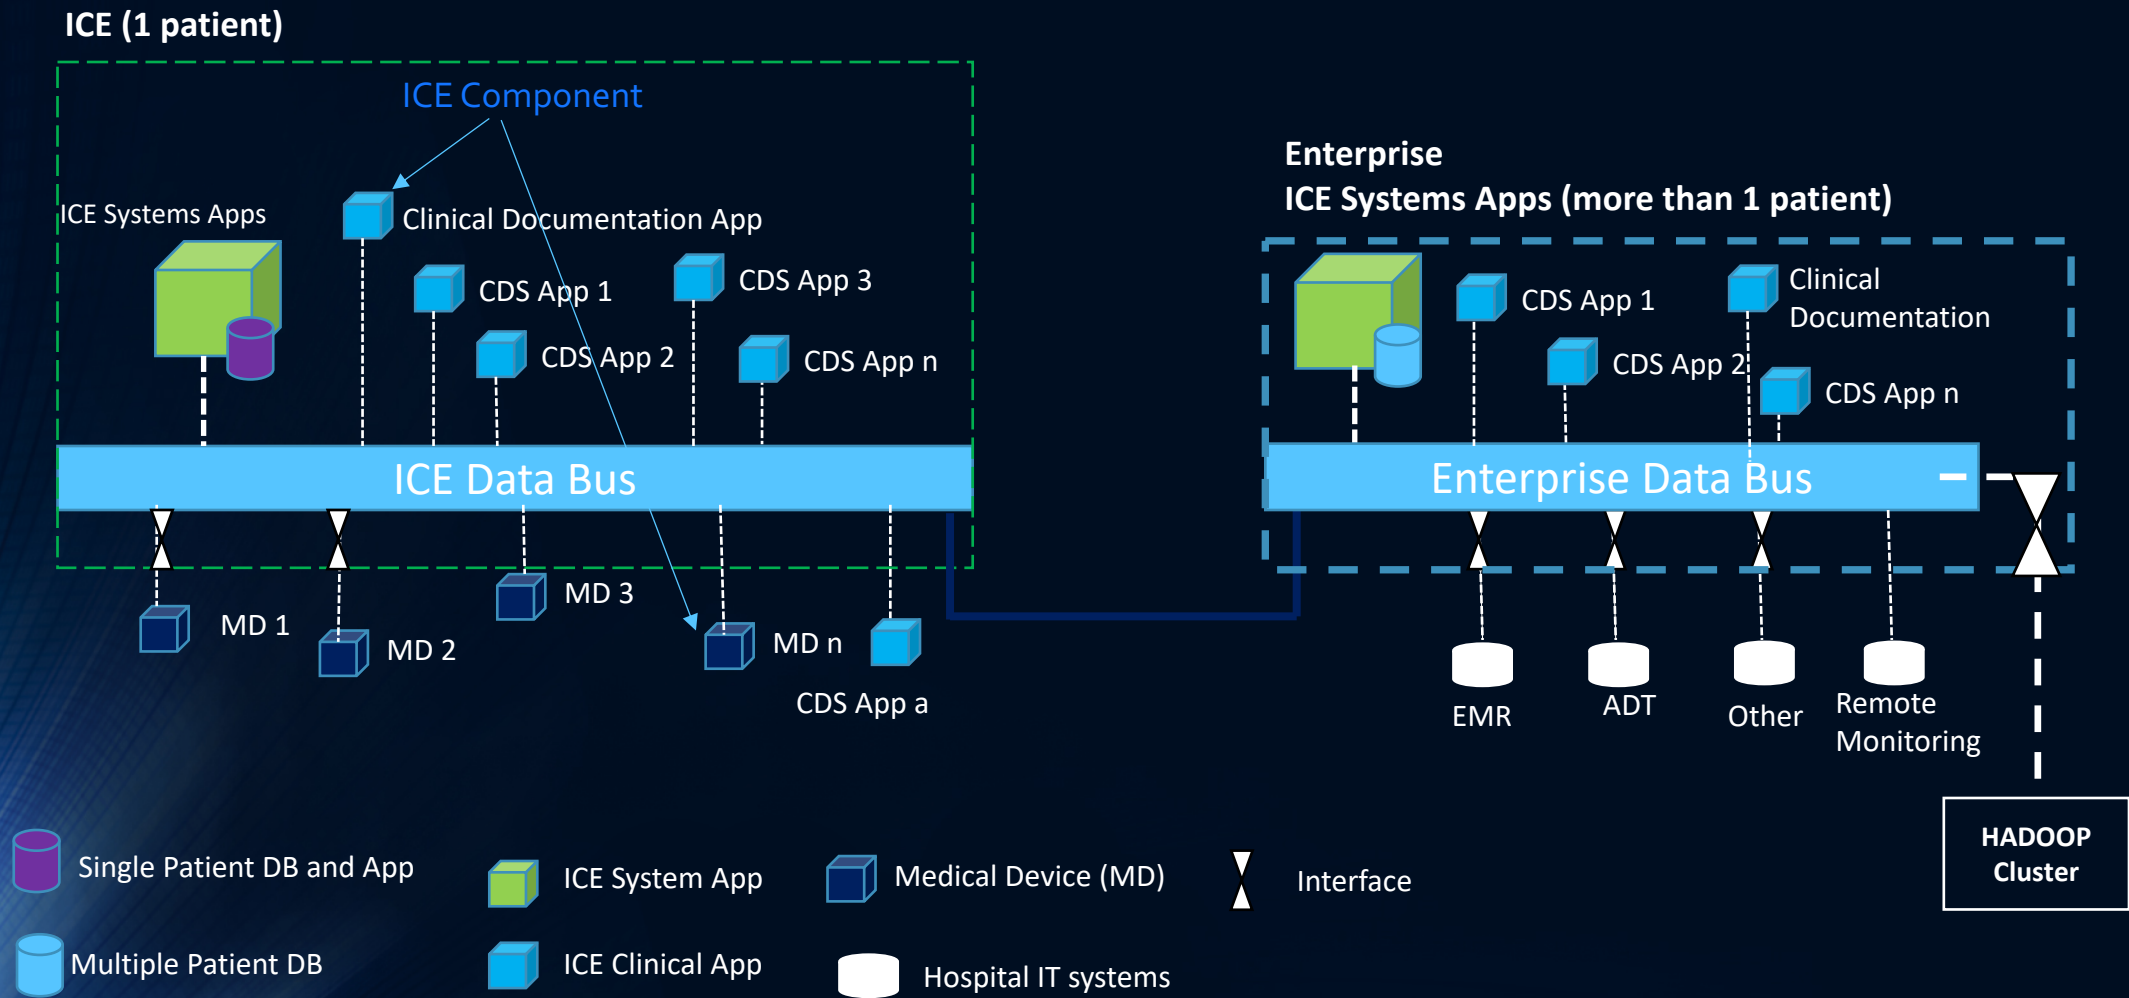 ICE (1 patient)
ICE Component
ICE Systems Apps
Clinical Documentation App
CDS App 1
CDS App 3
CDS App 2
CDS App n
ICE Data Bus
MD 1
MD 2
MD 3
MD n
CDS App a
Enterprise
ICE Systems Apps (more than 1 patient)
CDS App 1
Clinical
Documentation
CDS App 2
CDS App n
Enterprise Data Bus
EMR
ADT
Other
Remote
Monitoring
HADOOP
Cluster
Single Patient DB and App
ICE System App
Medical Device (MD)
Interface
Multiple Patient DB
ICE Clinical App
Hospital IT systems